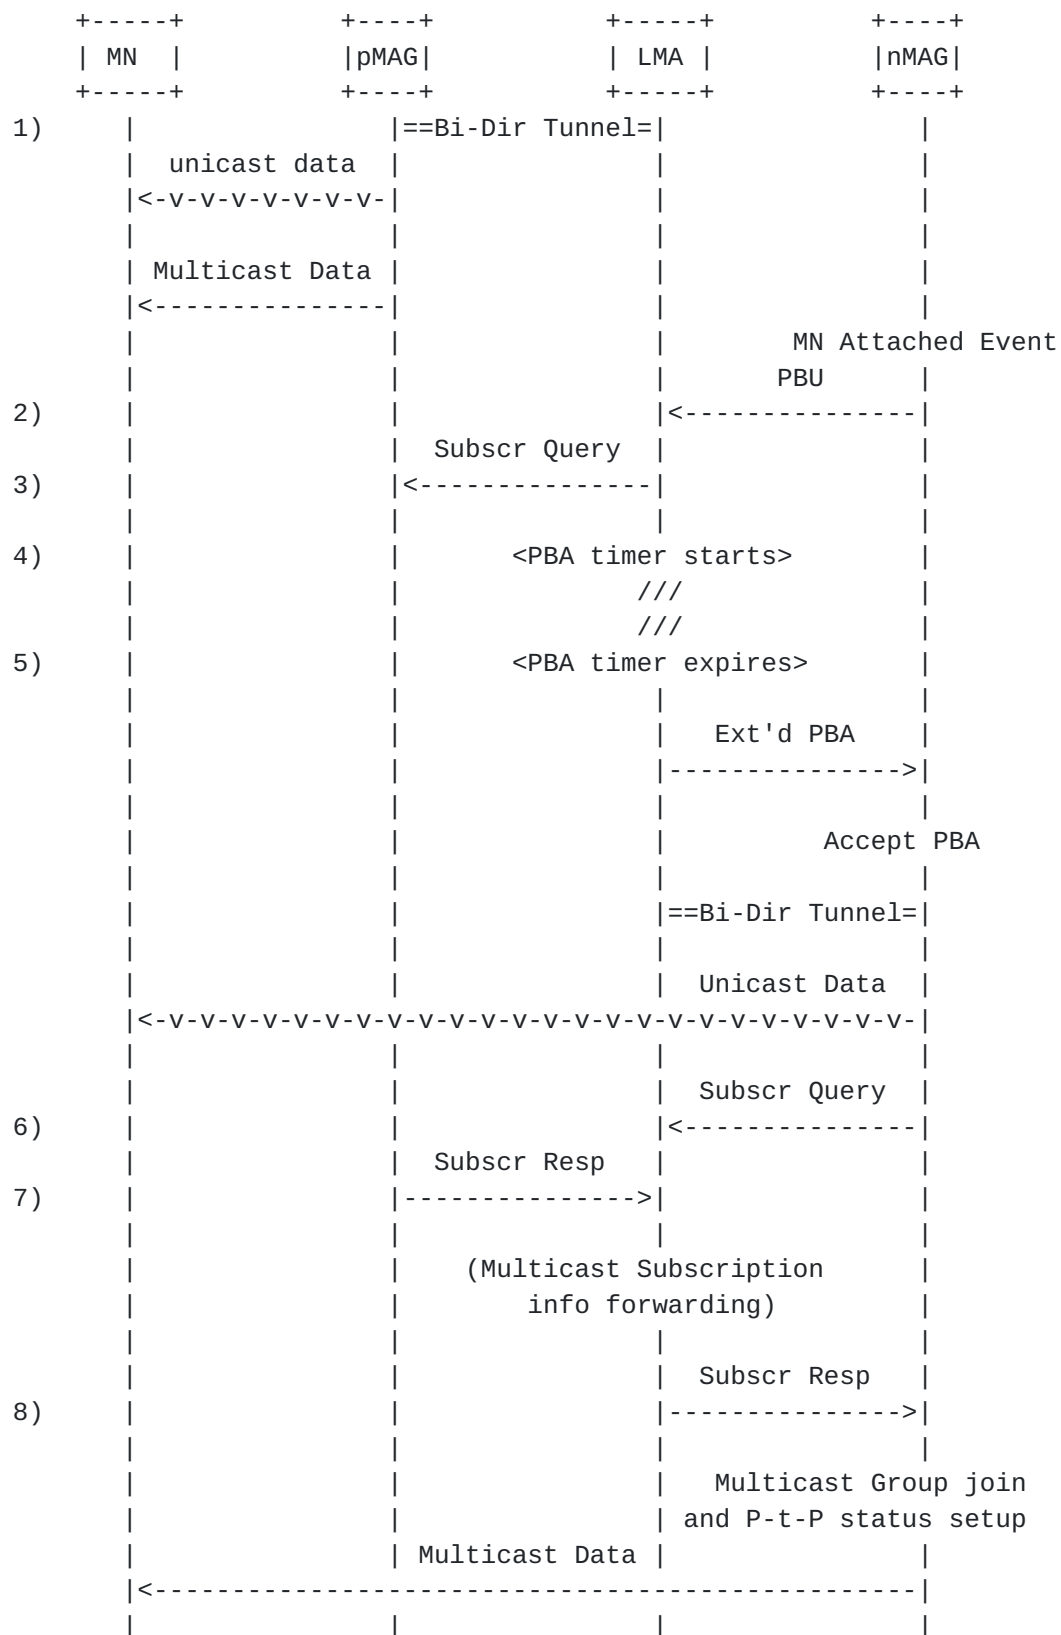 +-----+          +----+           +-----+          +----+
| MN  |          |pMAG|           | LMA |          |nMAG|
+-----+          +----+           +-----+          +----+
1)     |                |==Bi-Dir Tunnel=|                |
|  unicast data  |                |                |
|<-v-v-v-v-v-v-v-|                |                |
|                |                |                |
| Multicast Data |                |                |
|<---------------|                |                |
|                |                |        MN Attached Event
|                |                |       PBU      |
2)     |                |                |<---------------|
|                |  Subscr Query  |                |
3)     |                |<---------------|                |
|                |                |                |
4)     |                |       <PBA timer starts>        |
|                |               ///               |
|                |               ///               |
5)     |                |       <PBA timer expires>       |
|                |                |                |
|                |                |   Ext'd PBA    |
|                |                |--------------->|
|                |                |                |
|                |                |          Accept PBA
|                |                |                |
|                |                |==Bi-Dir Tunnel=|
|                |                |                |
|                |                |  Unicast Data  |
|<-v-v-v-v-v-v-v-v-v-v-v-v-v-v-v-v-v-v-v-v-v-v-v-v-|
|                |                |                |
|                |                |  Subscr Query  |
6)     |                |                |<---------------|
|                |  Subscr Resp   |                |
7)     |                |--------------->|                |
|                |                |                |
|                |    (Multicast Subscription      |
|                |        info forwarding)         |
|                |                |                |
|                |                |  Subscr Resp   |
8)     |                |                |--------------->|
|                |                |                |
|                |                |   Multicast Group join
|                |                | and P-t-P status setup
|                | Multicast Data |                |
|<-------------------------------------------------|
|                |                |                |